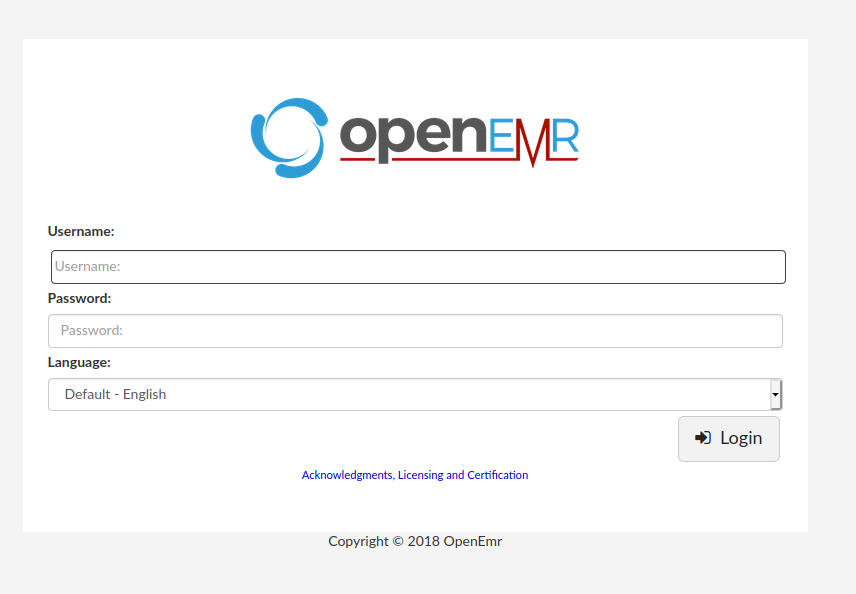 openEMR
Username:
Username:
Password:
Password:
Language:
Default - English
Login
Acknowledgments, Licensing and Certification
Copyright © 2018 OpenEmr